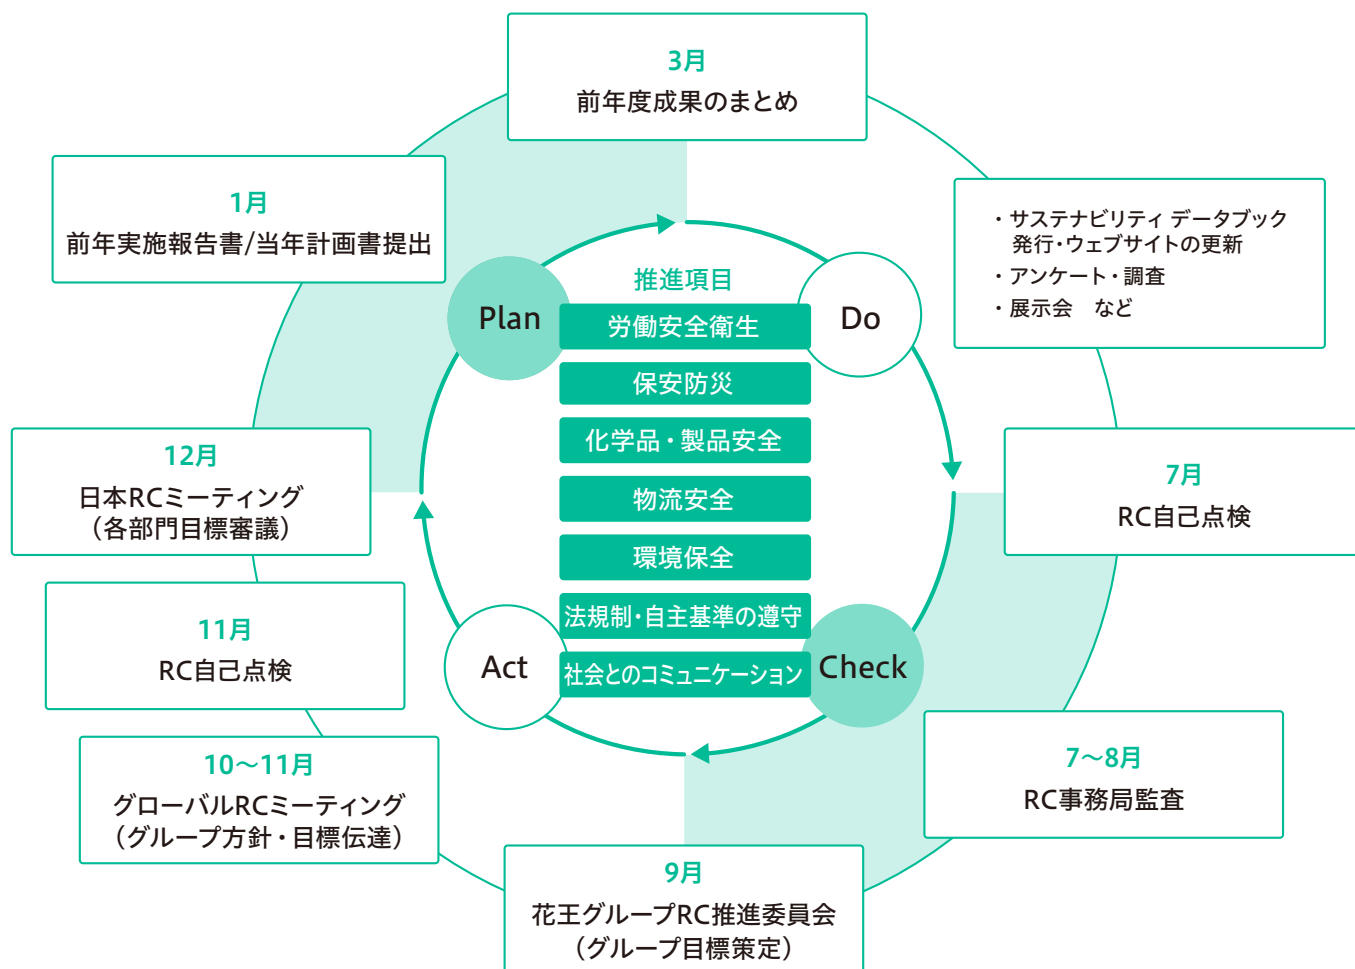 3月
前年度成果のまとめ
1月
前年実施報告書/当年計画書提出
・サステナビリティ データブック
発行・ウェブサイトの更新
・アンケート・調査
・展示会　など
推進項目
Plan
Do
労働安全衛生
保安防災
化学品・製品安全
物流安全
環境保全
法規制・自主基準の遵守
社会とのコミュニケーション
Act
Check
12月
日本RCミーティング
（各部門目標審議）
7月
RC自己点検
11月
RC自己点検
10～11月
グローバルRCミーティング
（グループ方針・目標伝達）
7～8月
RC事務局監査
9月
花王グループRC推進委員会
（グループ目標策定）